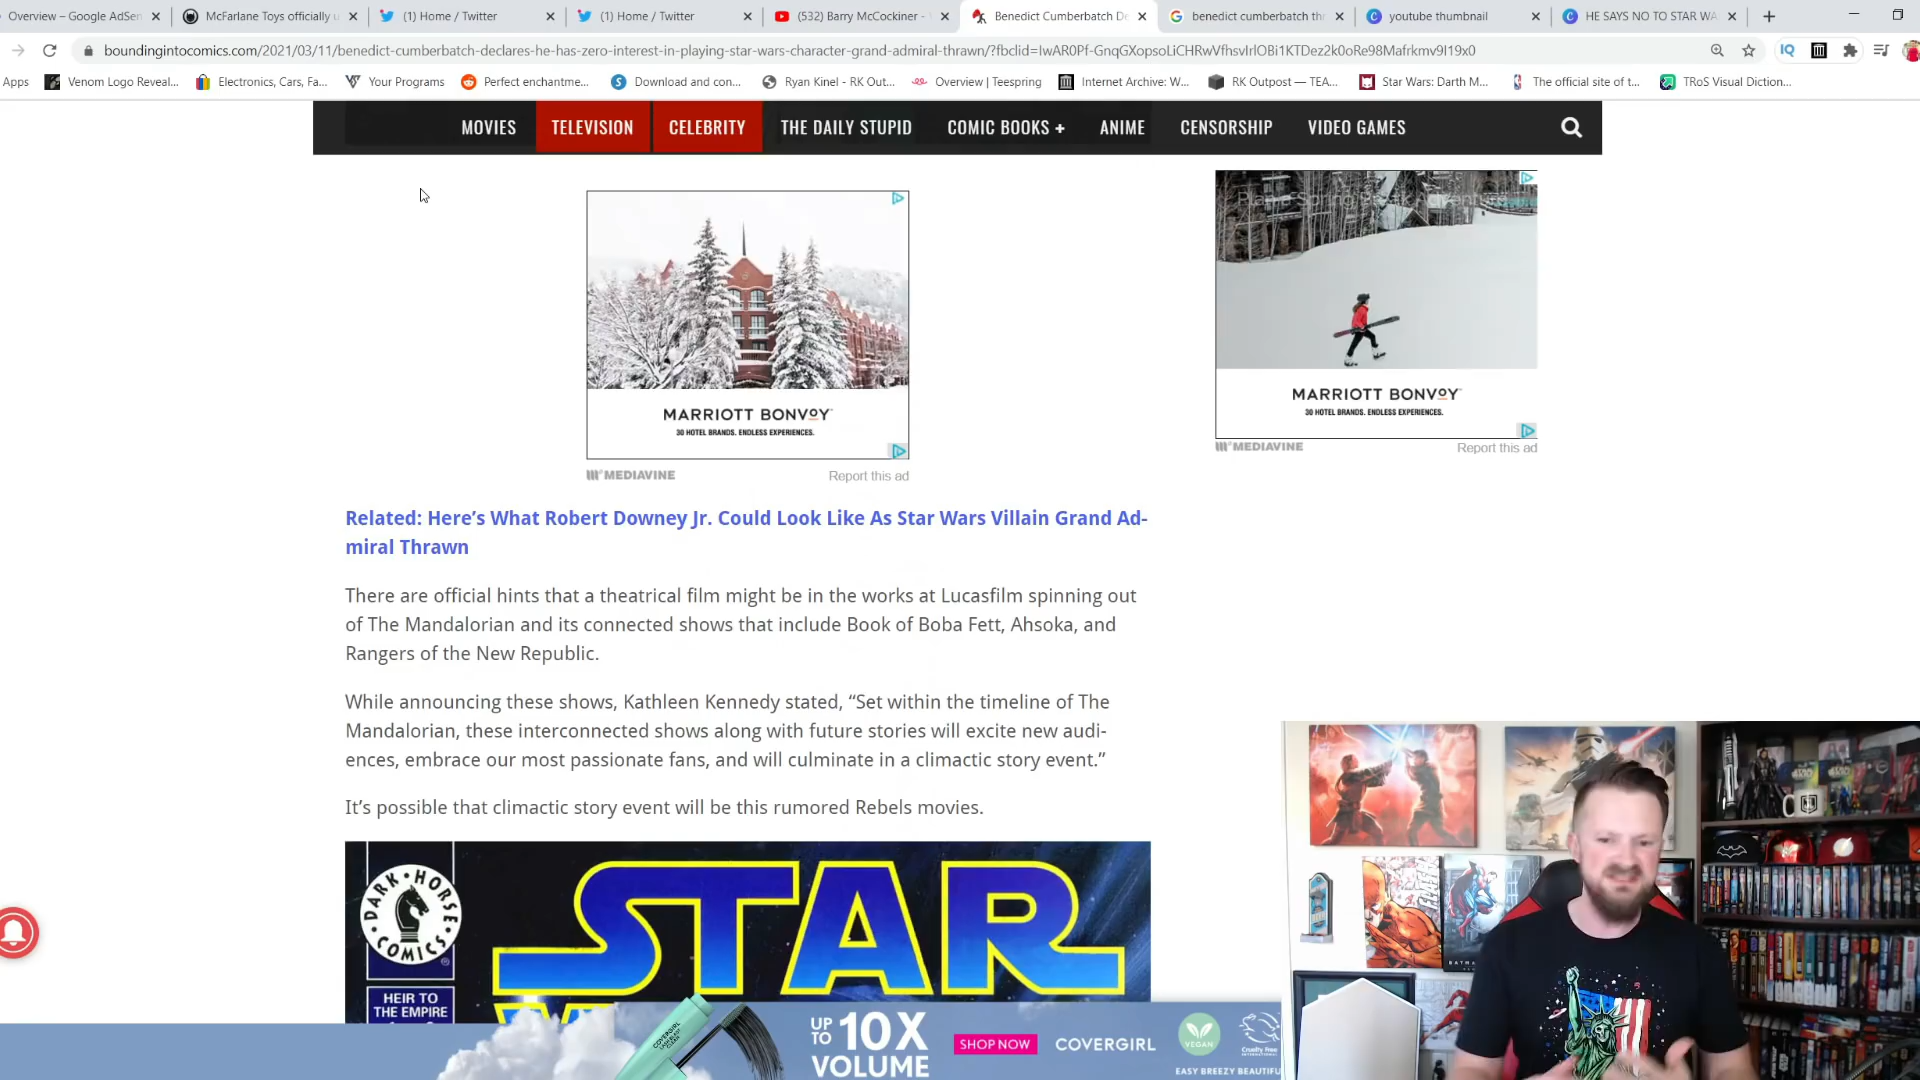 Overview – Google AdSen
McFarlane Toys officially u
(1) Home / Twitter
(1) Home / Twitter
(532) Barry McCockiner -
Benedict Cumberbatch De
benedict cumberbatch thr
youtube thumbnail
HE SAYS NO TO STAR WA
boundingintocomics.com/2021/03/11/benedict-cumberbatch-declares-he-has-zero-interest-in-playing-star-wars-character-grand-admiral-thrawn/?fbclid=IwAR0Pf-GnqGXopsoLiCHRwVfhsvIrlOBi1KTDez2k0oRe98Mafrkmv9I19x0
Apps
Venom Logo Reveal...
Electronics, Cars, Fa...
Your Programs
Perfect enchantme...
Download and con...
Ryan Kinel - RK Out...
Overview | Teespring
Internet Archive: W...
RK Outpost — TEA...
Star Wars: Darth M...
The official site of t...
TRoS Visual Diction...
MOVIES TELEVISION CELEBRITY THE DAILY STUPID COMIC BOOKS + ANIME CENSORSHIP VIDEO GAMES
MARRIOTT BONVOY
30 HOTEL BRANDS. ENDLESS EXPERIENCES.
MEDIAVINE Report this ad
MARRIOTT BONVOY
30 HOTEL BRANDS. ENDLESS EXPERIENCES.
MEDIAVINE Report this ad
Related: Here’s What Robert Downey Jr. Could Look Like As Star Wars Villain Grand Ad-
miral Thrawn
There are official hints that a theatrical film might be in the works at Lucasfilm spinning out
of The Mandalorian and its connected shows that include Book of Boba Fett, Ahsoka, and
Rangers of the New Republic.
While announcing these shows, Kathleen Kennedy stated, “Set within the timeline of The
Mandalorian, these interconnected shows along with future stories will excite new audi-
ences, embrace our most passionate fans, and will culminate in a climactic story event.”
It’s possible that climactic story event will be this rumored Rebels movies.
DARK HORSE COMICS
STAR
HEIR TO
THE EMPIRE
UP TO 10X
VOLUME
SHOP NOW
COVERGIRL
VEGAN
Cruelty Free
EASY BREEZY BEAUTIFUL